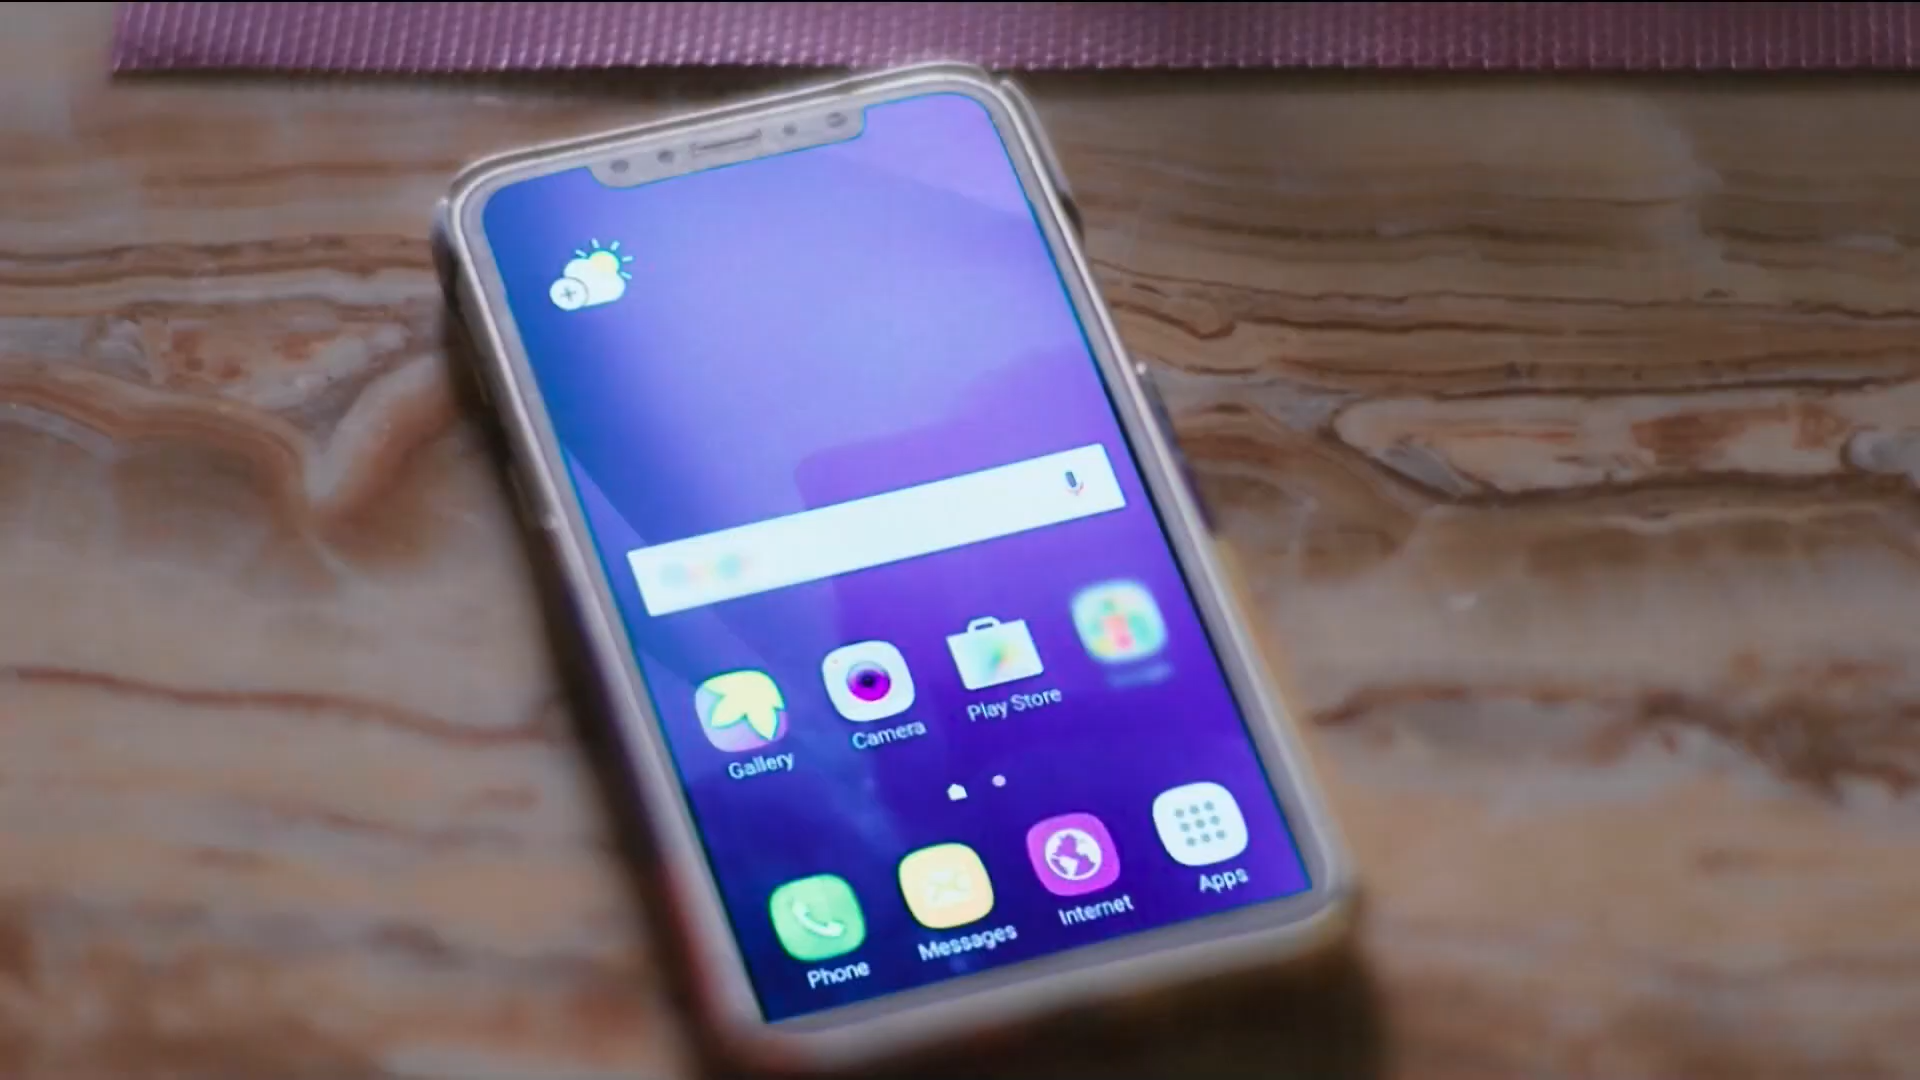 Gallery
Camera
Play Store
Phone
Messages
Internet
Apps